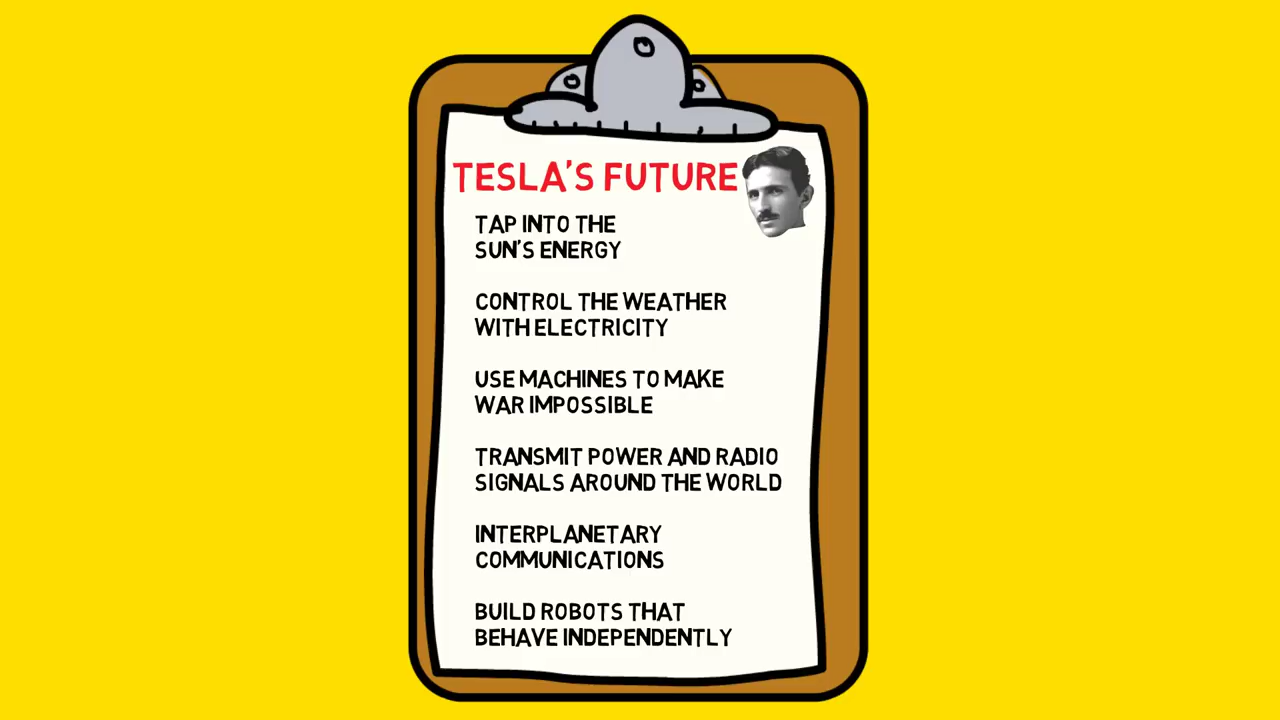 TESLA'S FUTURE
TAP INTO THE
SUN'S ENERGY
CONTROL THE WEATHER
WITH ELECTRICITY
USE MACHINES TO MAKE
WAR IMPOSSIBLE
TRANSMIT POWER AND RADIO
SIGNALS AROUND THE WORLD
INTERPLANETARY
COMMUNICATIONS
BUILD ROBOTS THAT
BEHAVE INDEPENDENTLY